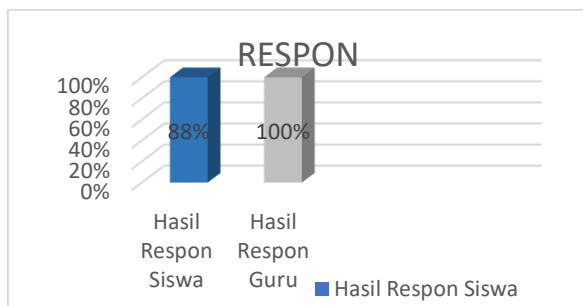 RESPON
100%
80%
60%
40%
20%
0%
88%
100%
Hasil
Respon
Siswa
Hasil
Respon
Guru
Hasil Respon Siswa